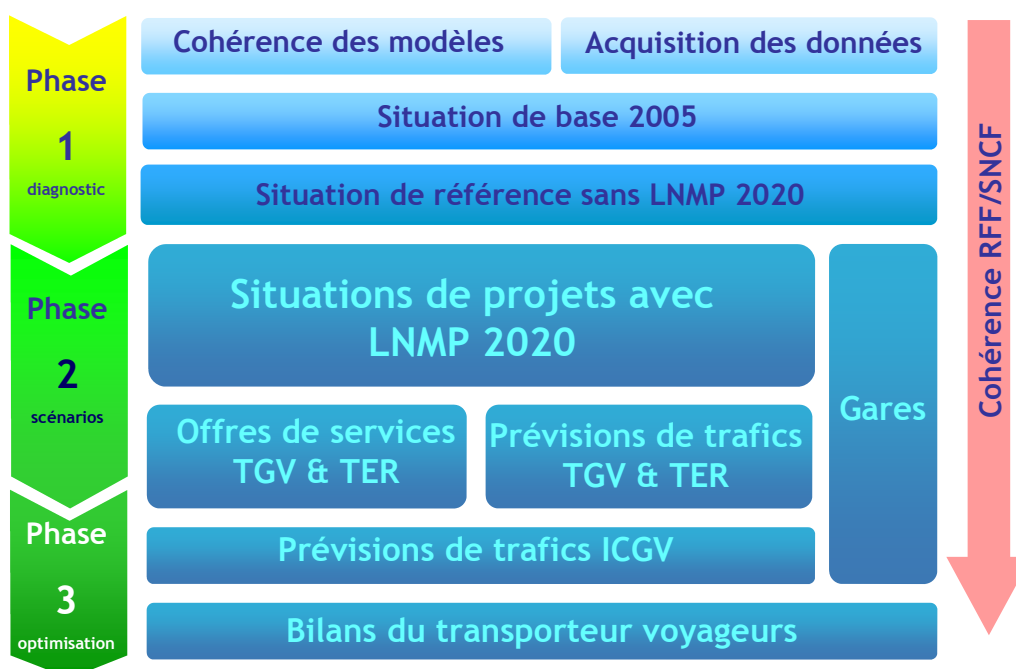 Phase
1
diagnostic
Cohérence des modèles
Acquisition des données
Situation de base 2005
Situation de référence sans LNMP 2020
Phase
2
scénarios
Situations de projets avec
LNMP 2020
Offres de services
TGV & TER
Prévisions de trafics
TGV & TER
Gares
Phase
3
optimisation
Prévisions de trafics ICGV
Bilans du transporteur voyageurs
Cohérence RFF/SNCF